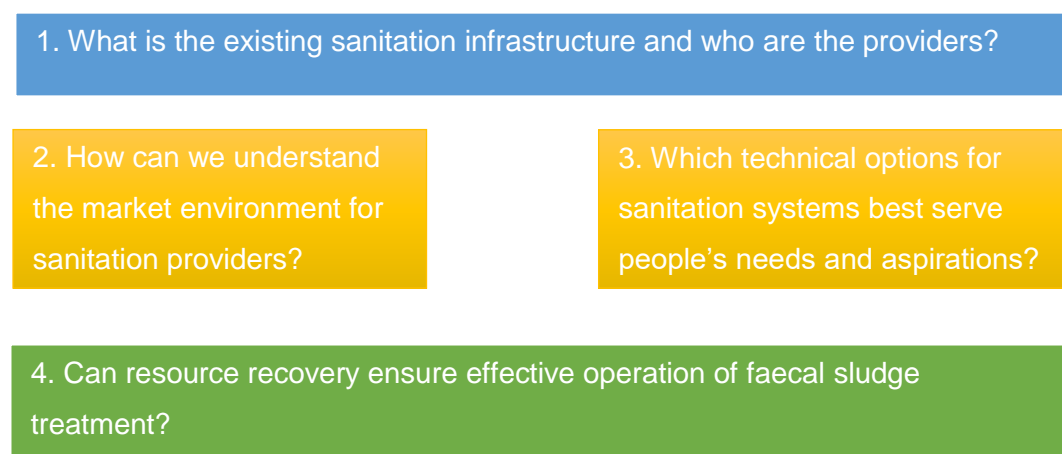 1. What is the existing sanitation infrastructure and who are the providers?
2. How can we understand
the market environment for
sanitation providers?
3. Which technical options for
sanitation systems best serve
people’s needs and aspirations?
4. Can resource recovery ensure effective operation of faecal sludge
treatment?